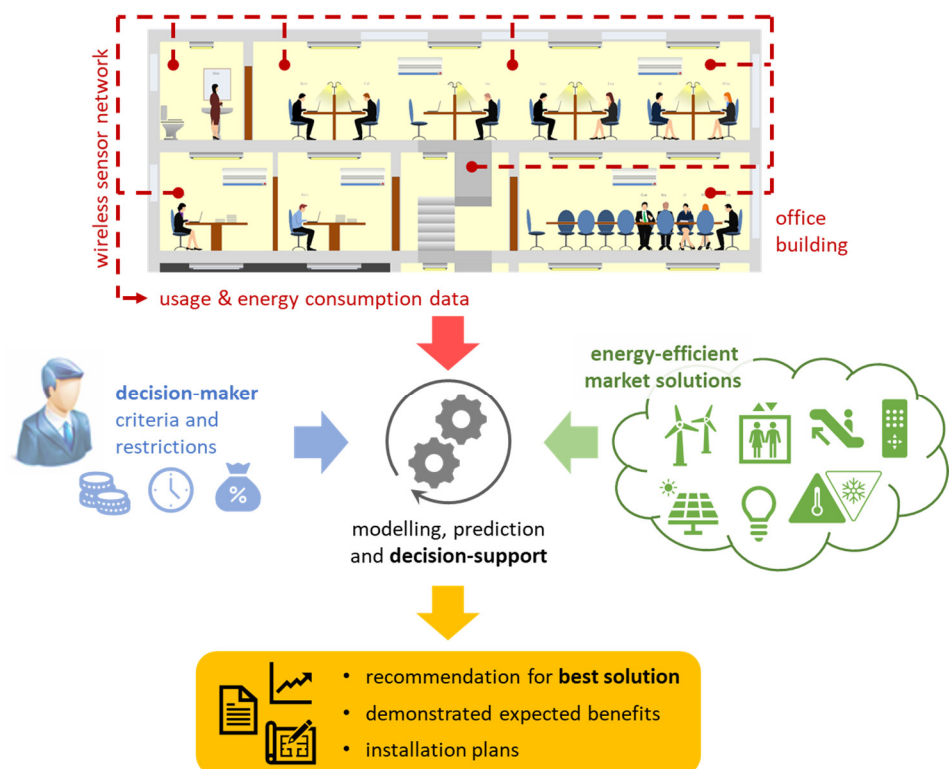 wireless sensor network
office
building
usage & energy consumption data
decision-maker
criteria and
restrictions
%
energy-efficient
market solutions
modelling, prediction
and decision-support
• recommendation for best solution
• demonstrated expected benefits
• installation plans